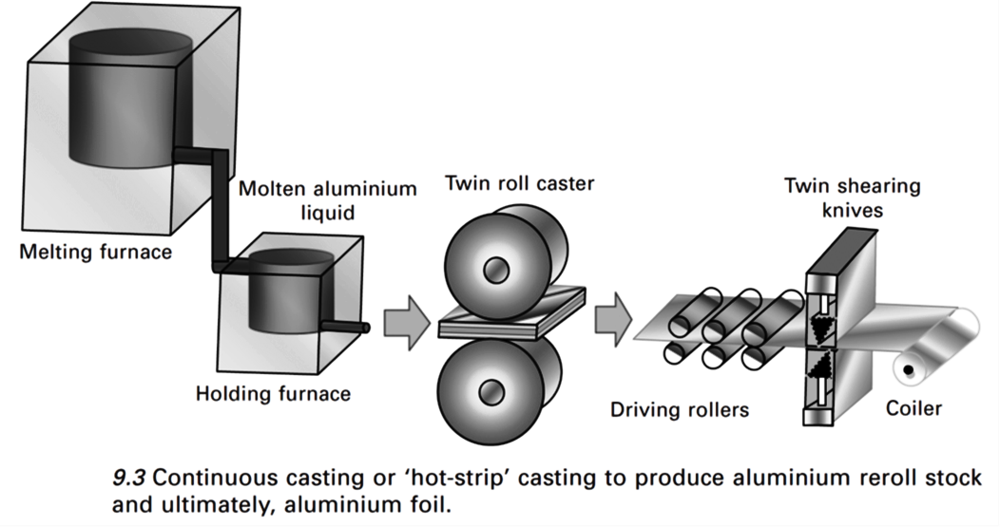 Melting furnace
Molten aluminium
liquid
Holding furnace
Twin roll caster
Driving rollers
Twin shearing
knives
Coiler
9.3 Continuous casting or ‘hot-strip’ casting to produce aluminium reroll stock
and ultimately, aluminium foil.